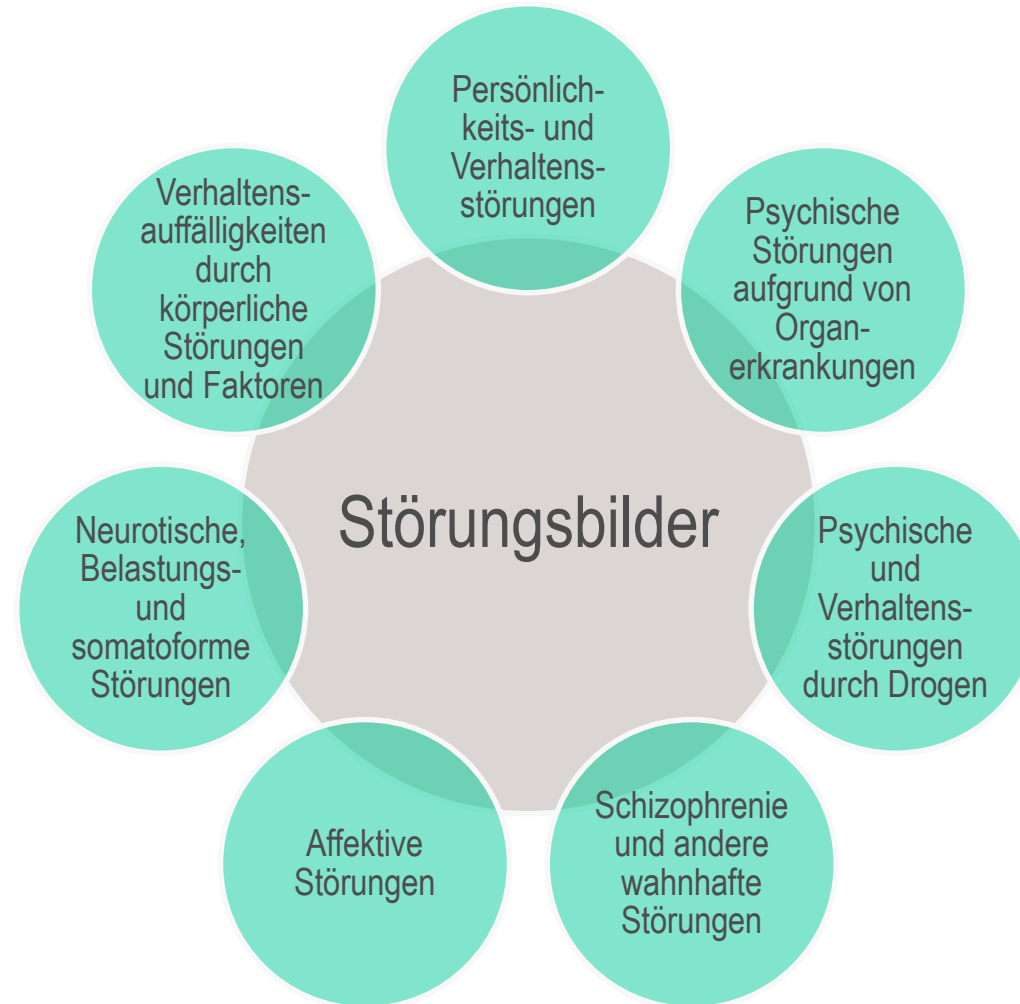 Persönlich-
keits- und
Verhaltens-
störungen
Psychische
Störungen
aufgrund von
Organ-
erkrankungen
Psychische
und
Verhaltens-
störungen
durch Drogen
Schizophrenie
und andere
wahnhafte
Störungen
Affektive
Störungen
Neurotische,
Belastungs-
und
somatoforme
Störungen
Verhaltens-
auffälligkeiten
durch
körperliche
Störungen
und Faktoren
Störungsbilder